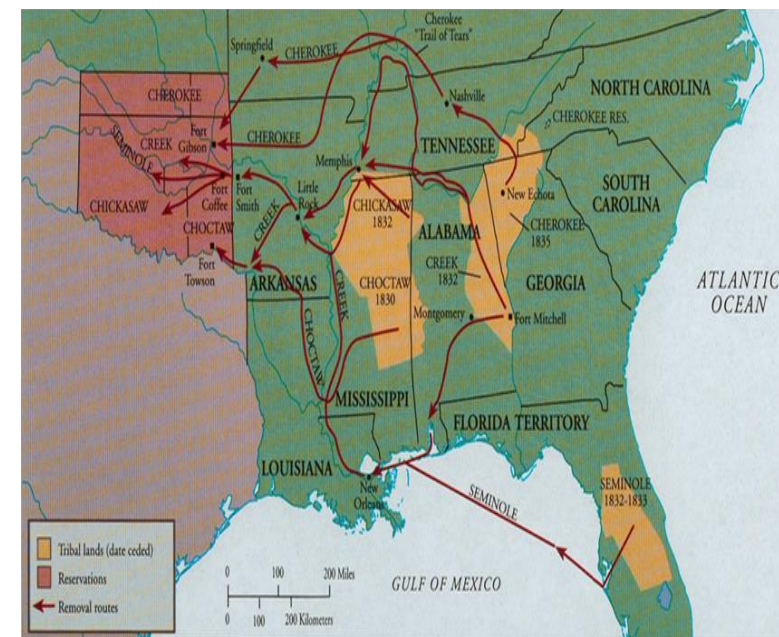 Cherokee
"Trail of Tears"
Springfield
CHEROKEE
Nashville
NORTH CAROLINA
CHEROKEE
CHEROKEE RES.
Fort
Gibson
CREEK
CHEROKEE
TENNESSEE
SEMINOLE
Memphis
Fort
Coffee
Fort
Smith
Little
Rock
New Echota
SOUTH
CAROLINA
CHICKASAW
CHICKASAW
1832
CHEROKEE
1835
CHOCTAW
CREEK
ALABAMA
CREEK
1832
GEORGIA
Fort
Towson
ARKANSAS
CHOCTAW
1830
ATLANTIC
OCEAN
CREEK
CHOCTAW
Montgomery
Fort Mitchell
MISSISSIPPI
FLORIDA TERRITORY
LOUISIANA
New
Orleans
SEMINOLE
1832-1833
SEMINOLE
Tribal lands (date ceded)
Reservations
Removal routes
0 100 200 Miles
0 100 200 Kilometers
GULF OF MEXICO